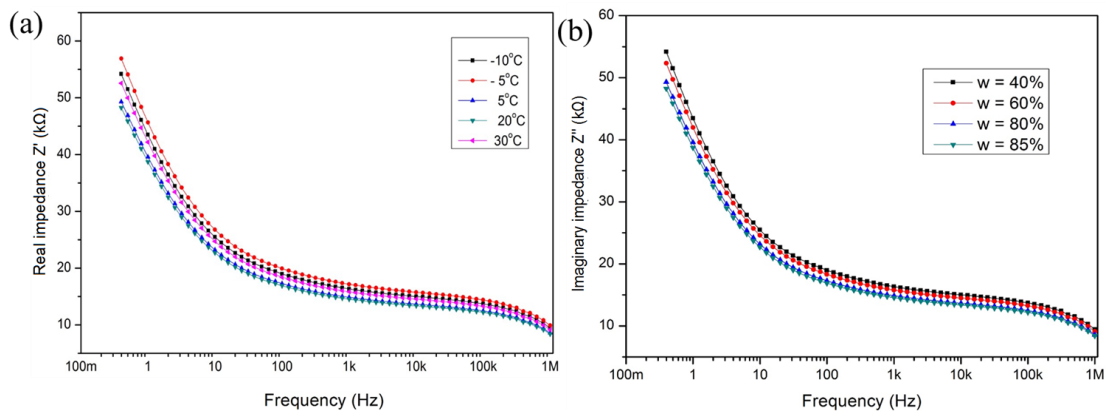 (a)
Real impedance Z' (kΩ)
60
50
40
30
20
10
-10°C
- 5°C
5°C
20°C
30°C
100m 1 10 100 1k 10k 100k 1M
Frequency (Hz)
(b)
Imaginary impedance Z'' (kΩ)
60
50
40
30
20
10
w = 40%
w = 60%
w = 80%
w = 85%
100m 1 10 100 1k 10k 100k 1M
Frequency (Hz)